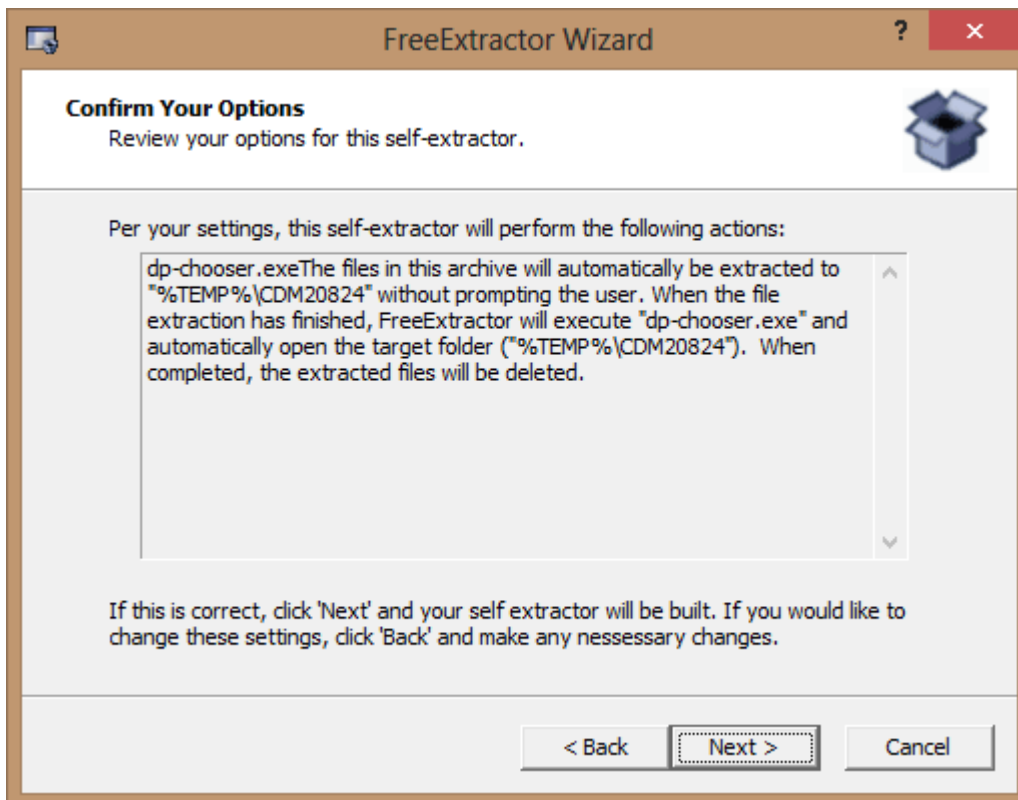 FreeExtractor Wizard
?
Confirm Your Options
Review your options for this self-extractor.
Per your settings, this self-extractor will perform the following actions:
dp-chooser.exeThe files in this archive will automatically be extracted to
"%TEMP%\CDM20824" without prompting the user. When the file
extraction has finished, FreeExtractor will execute "dp-chooser.exe" and
automatically open the target folder ("%TEMP%\CDM20824").  When
completed, the extracted files will be deleted.
If this is correct, click 'Next' and your self extractor will be built. If you would like to
change these settings, click 'Back' and make any nessessary changes.
< Back
Next >
Cancel